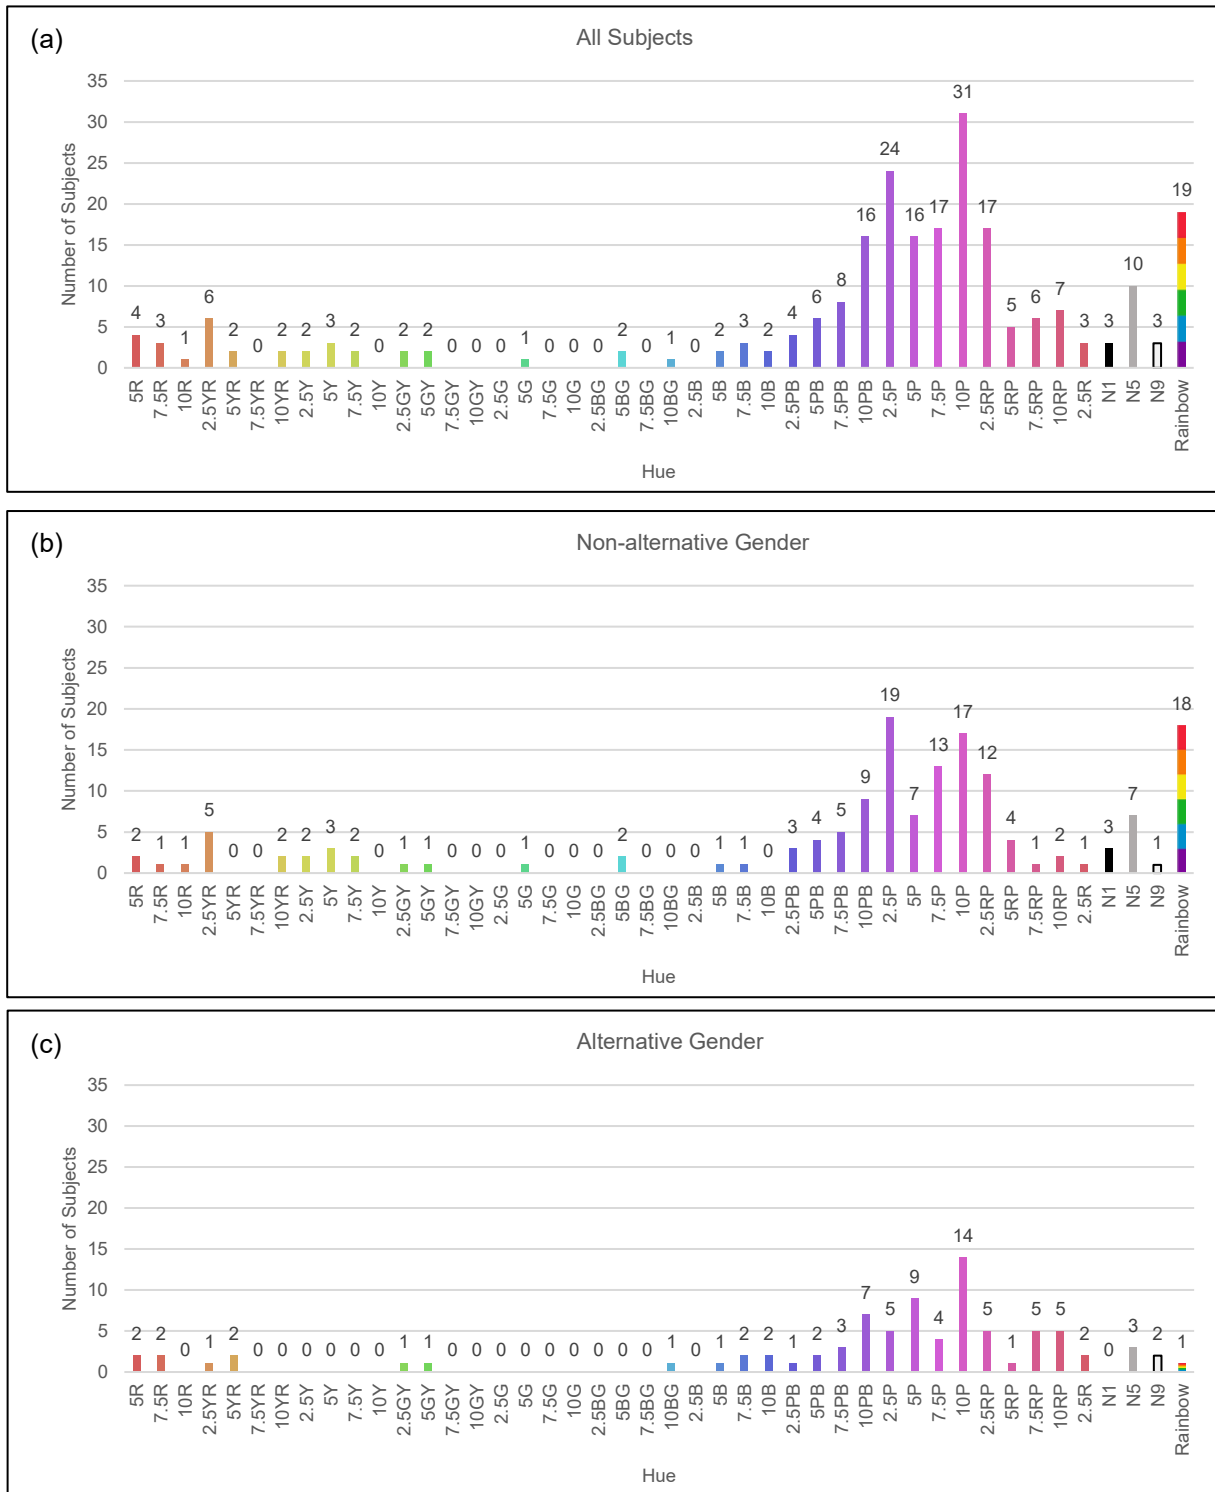 (a)
All Subjects
Number of Subjects
35
30
25
20
15
10
5
0
4 3 1 6 2 0 2 2 3 2 0 2 2 0 0 0 1 0 0 0 2 0 1 0 2 3 2 4 6 8 16 24 16 17 31 17 5 6 7 3 3 10 3 19
5R 7.5R 10R 2.5YR 5YR 7.5YR 10YR 2.5Y 5Y 7.5Y 10Y 2.5GY 5GY 7.5GY 10GY 2.5G 5G 7.5G 10G 2.5BG 5BG 7.5BG 10BG 2.5B 5B 7.5B 10B 2.5PB 5PB 7.5PB 10PB 2.5P 5P 7.5P 10P 2.5RP 5RP 7.5RP 10RP 2.5R N1 N5 N9 Rainbow
Hue
(b)
Non-alternative Gender
Number of Subjects
35
30
25
20
15
10
5
0
2 1 1 5 0 0 2 2 3 2 0 1 1 0 0 0 1 0 0 0 2 0 0 0 1 1 0 3 4 5 9 19 7 13 17 12 4 1 2 1 3 7 1 18
5R 7.5R 10R 2.5YR 5YR 7.5YR 10YR 2.5Y 5Y 7.5Y 10Y 2.5GY 5GY 7.5GY 10GY 2.5G 5G 7.5G 10G 2.5BG 5BG 7.5BG 10BG 2.5B 5B 7.5B 10B 2.5PB 5PB 7.5PB 10PB 2.5P 5P 7.5P 10P 2.5RP 5RP 7.5RP 10RP 2.5R N1 N5 N9 Rainbow
Hue
(c)
Alternative Gender
Number of Subjects
35
30
25
20
15
10
5
0
2 2 0 1 2 0 0 0 0 0 0 1 1 0 0 0 0 0 0 0 0 0 1 0 1 2 2 1 2 3 7 5 9 4 14 5 1 5 5 2 0 3 2 1
5R 7.5R 10R 2.5YR 5YR 7.5YR 10YR 2.5Y 5Y 7.5Y 10Y 2.5GY 5GY 7.5GY 10GY 2.5G 5G 7.5G 10G 2.5BG 5BG 7.5BG 10BG 2.5B 5B 7.5B 10B 2.5PB 5PB 7.5PB 10PB 2.5P 5P 7.5P 10P 2.5RP 5RP 7.5RP 10RP 2.5R N1 N5 N9 Rainbow
Hue